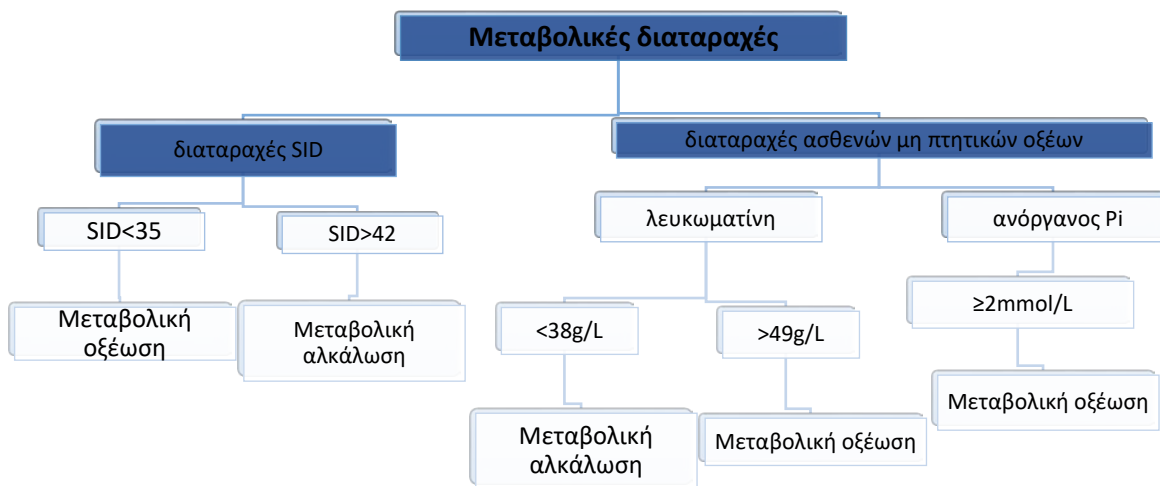 Μεταβολικές διαταραχές
διαταραχές SID
διαταραχές ασθενών μη πτητικών οξέων
SID<35
SID>42
λευκωματίνη
ανόργανος Pi
Μεταβολική
οξέωση
Μεταβολική
αλκάλωση
<38g/L
>49g/L
≥2mmol/L
Μεταβολική
αλκάλωση
Μεταβολική οξέωση
Μεταβολική οξέωση